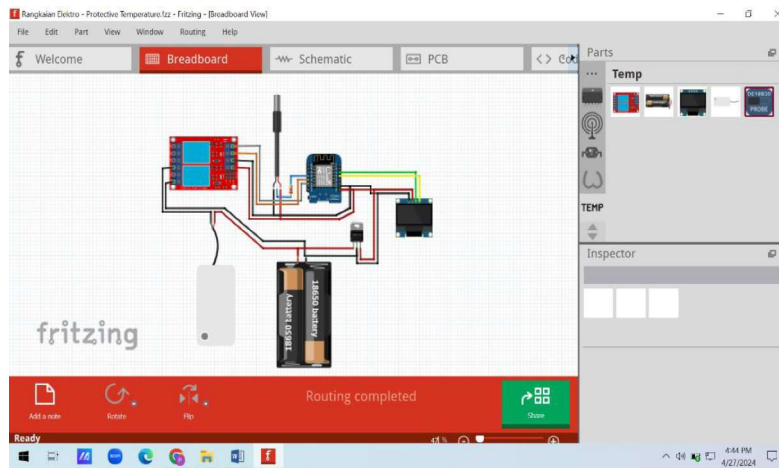 Rangkaian Elektro - Protective Temperature.fzz - Fritzing - [Breadboard View]
File Edit Part View Window Routing Help
Welcome
Breadboard
Schematic
PCB
<> Cod
Parts
Temp
PROBE
TEMP
Inspector
18650 battery
18650 battery
fritzing
Add a note
Rotate
Flip
Routing completed
Share
Ready
4:44 PM
4/27/2024